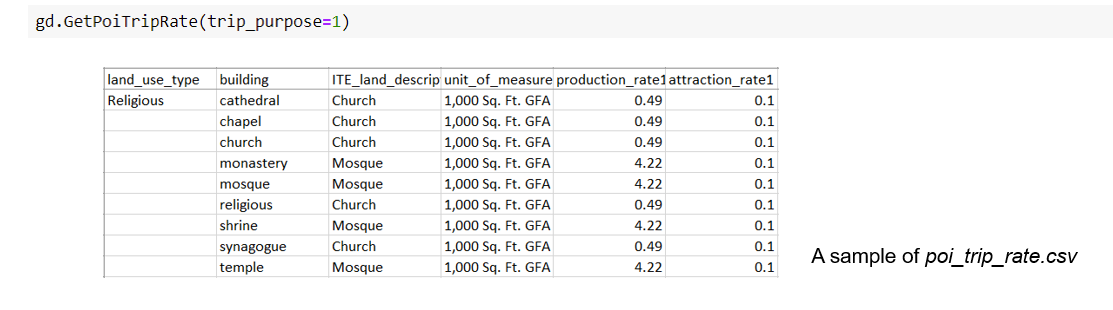 gd.GetPoiTripRate(trip_purpose=1)
land_use_type building ITE_land_descrip unit_of_measure production_rate1 attraction_rate1
Religious cathedral Church 1,000 Sq. Ft. GFA 0.49 0.1
chapel Church 1,000 Sq. Ft. GFA 0.49 0.1
church Church 1,000 Sq. Ft. GFA 0.49 0.1
monastery Mosque 1,000 Sq. Ft. GFA 4.22 0.1
mosque Mosque 1,000 Sq. Ft. GFA 4.22 0.1
religious Church 1,000 Sq. Ft. GFA 0.49 0.1
shrine Mosque 1,000 Sq. Ft. GFA 4.22 0.1
synagogue Church 1,000 Sq. Ft. GFA 0.49 0.1
temple Mosque 1,000 Sq. Ft. GFA 4.22 0.1
A sample of poi_trip_rate.csv